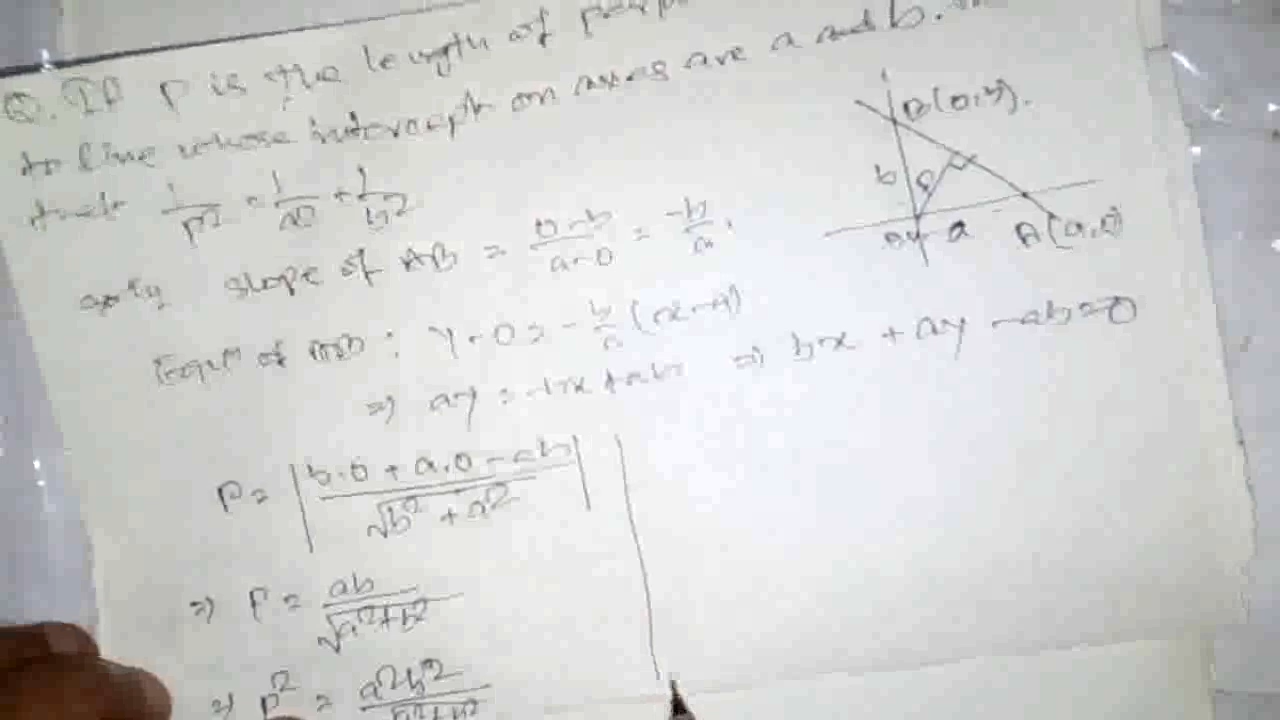 Q. If P is the length of perp
to line whose intercept on axes are a and b.
that 1/p² = 1/a² + 1/b²
B(0,y).
b
P
a
A(a,0)
slope of AB = (0-b)/(a-0) = -b/a.
Equⁿ of AB : y - 0 = -b/a (x-a)
=> ay = -bx + ab => bx + ay - ab = 0
P = |(b.0 + a.0 - ab)/√(b² + a²)|
=> P = ab/√(a²+b²)
=> p² = a²b²/(a²+b²)